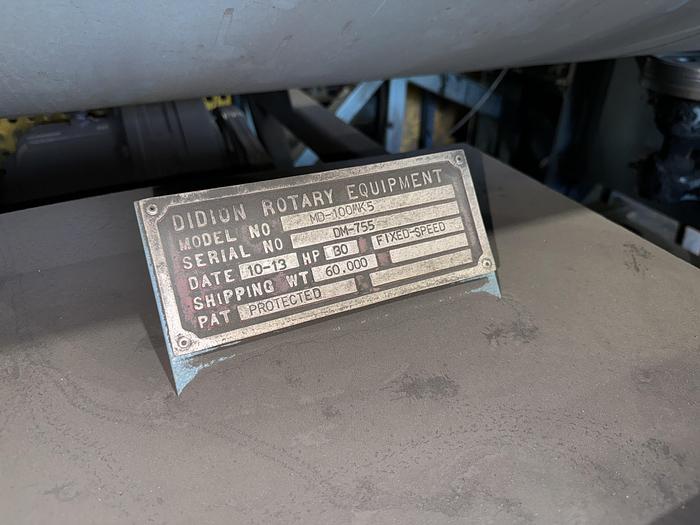 DIDION ROTARY EQUIPMENT
MODEL NO MD-100MK5
SERIAL NO DM-755
DATE 10-13 HP 30 FIXED-SPEED
SHIPPING WT 60,000
PAT PROTECTED